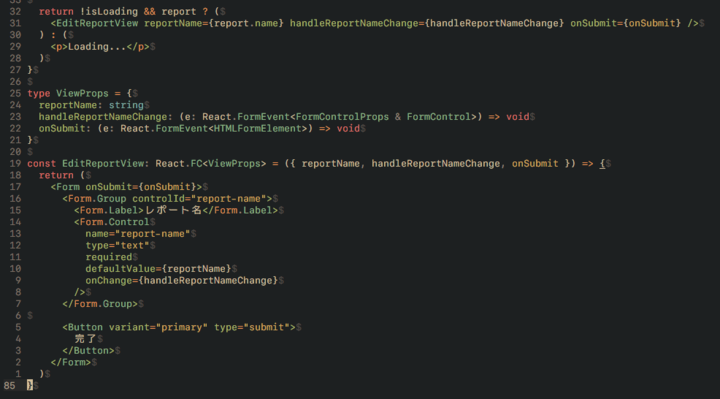 32   return !isLoading && report ? ($
31     <EditReportView reportName={report.name} handleReportNameChange={handleReportNameChange} onSubmit={onSubmit} />$
30   ) : ($
29     <p>Loading...</p>$
28   )$
27 }$
26 $
25 type ViewProps = {$
24   reportName: string$
23   handleReportNameChange: (e: React.FormEvent<FormControlProps & FormControl>) => void$
22   onSubmit: (e: React.FormEvent<HTMLFormElement>) => void$
21 }$
20 $
19 const EditReportView: React.FC<ViewProps> = ({ reportName, handleReportNameChange, onSubmit }) => {$
18   return ($
17     <Form onSubmit={onSubmit}>$
16       <Form.Group controlId="report-name">$
15         <Form.Label>レポート名</Form.Label>$
14         <Form.Control$
13           name="report-name"$
12           type="text"$
11           required$
10           defaultValue={reportName}$
9           onChange={handleReportNameChange}$
8         />$
7       </Form.Group>$
6 $
5       <Button variant="primary" type="submit">$
4         完了$
3       </Button>$
2     </Form>$
1   )$
85 }$